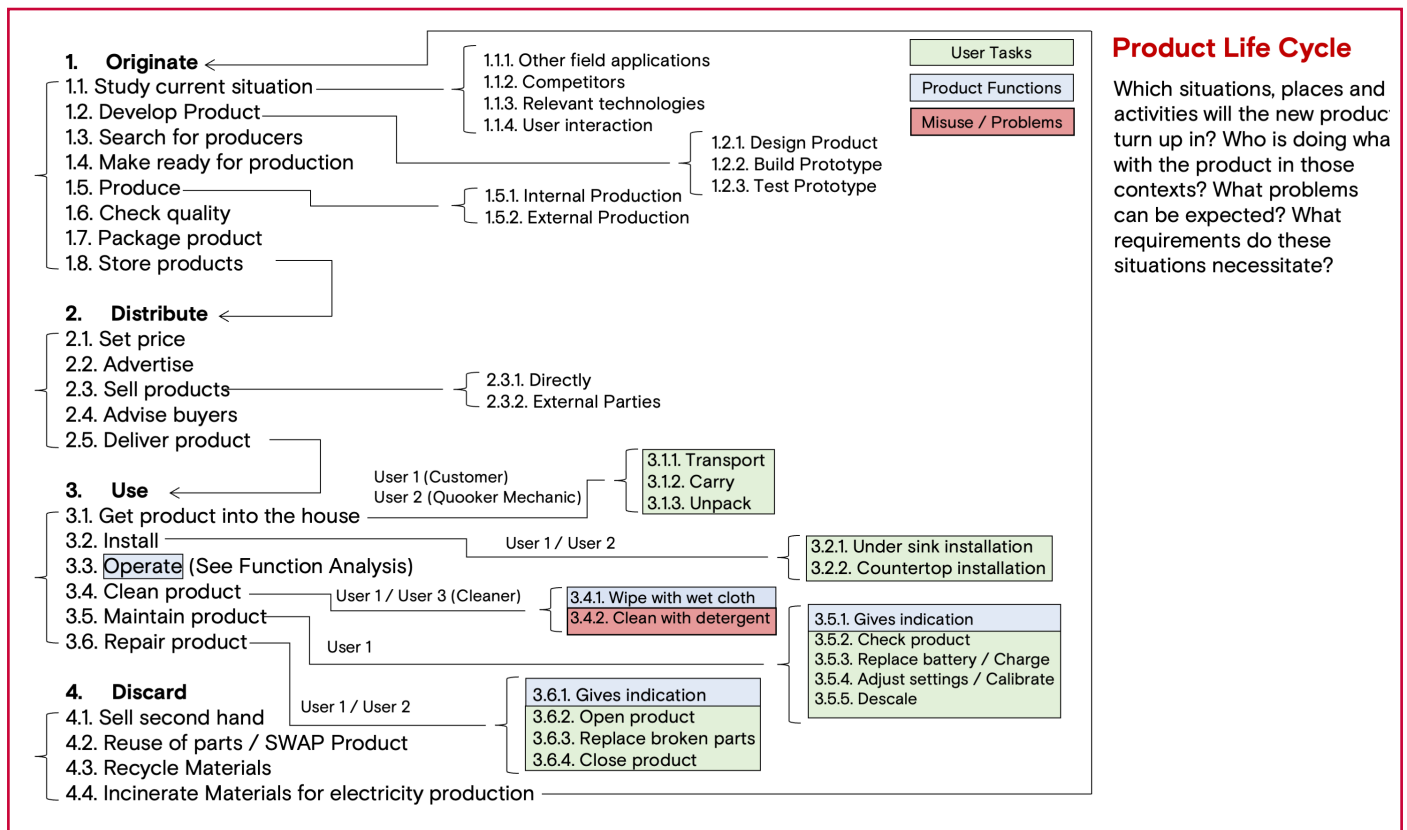 1. Originate
1.1. Study current situation
1.2. Develop Product
1.3. Search for producers
1.4. Make ready for production
1.5. Produce
1.6. Check quality
1.7. Package product
1.8. Store products
1.1.1. Other field applications
1.1.2. Competitors
1.1.3. Relevant technologies
1.1.4. User interaction
1.2.1. Design Product
1.2.2. Build Prototype
1.2.3. Test Prototype
1.5.1. Internal Production
1.5.2. External Production
User Tasks
Product Functions
Misuse / Problems
Product Life Cycle
Which situations, places and
activities will the new produc
turn up in? Who is doing wha
with the product in those
contexts? What problems
can be expected? What
requirements do these
situations necessitate?
2. Distribute
2.1. Set price
2.2. Advertise
2.3. Sell products
2.4. Advise buyers
2.5. Deliver product
2.3.1. Directly
2.3.2. External Parties
3. Use
3.1. Get product into the house
3.2. Install
3.3. Operate (See Function Analysis)
3.4. Clean product
3.5. Maintain product
3.6. Repair product
User 1 (Customer)
User 2 (Quooker Mechanic)
3.1.1. Transport
3.1.2. Carry
3.1.3. Unpack
User 1 / User 2
3.2.1. Under sink installation
3.2.2. Countertop installation
User 1 / User 3 (Cleaner)
3.4.1. Wipe with wet cloth
3.4.2. Clean with detergent
User 1
3.5.1. Gives indication
3.5.2. Check product
3.5.3. Replace battery / Charge
3.5.4. Adjust settings / Calibrate
3.5.5. Descale
User 1 / User 2
3.6.1. Gives indication
3.6.2. Open product
3.6.3. Replace broken parts
3.6.4. Close product
4. Discard
4.1. Sell second hand
4.2. Reuse of parts / SWAP Product
4.3. Recycle Materials
4.4. Incinerate Materials for electricity production